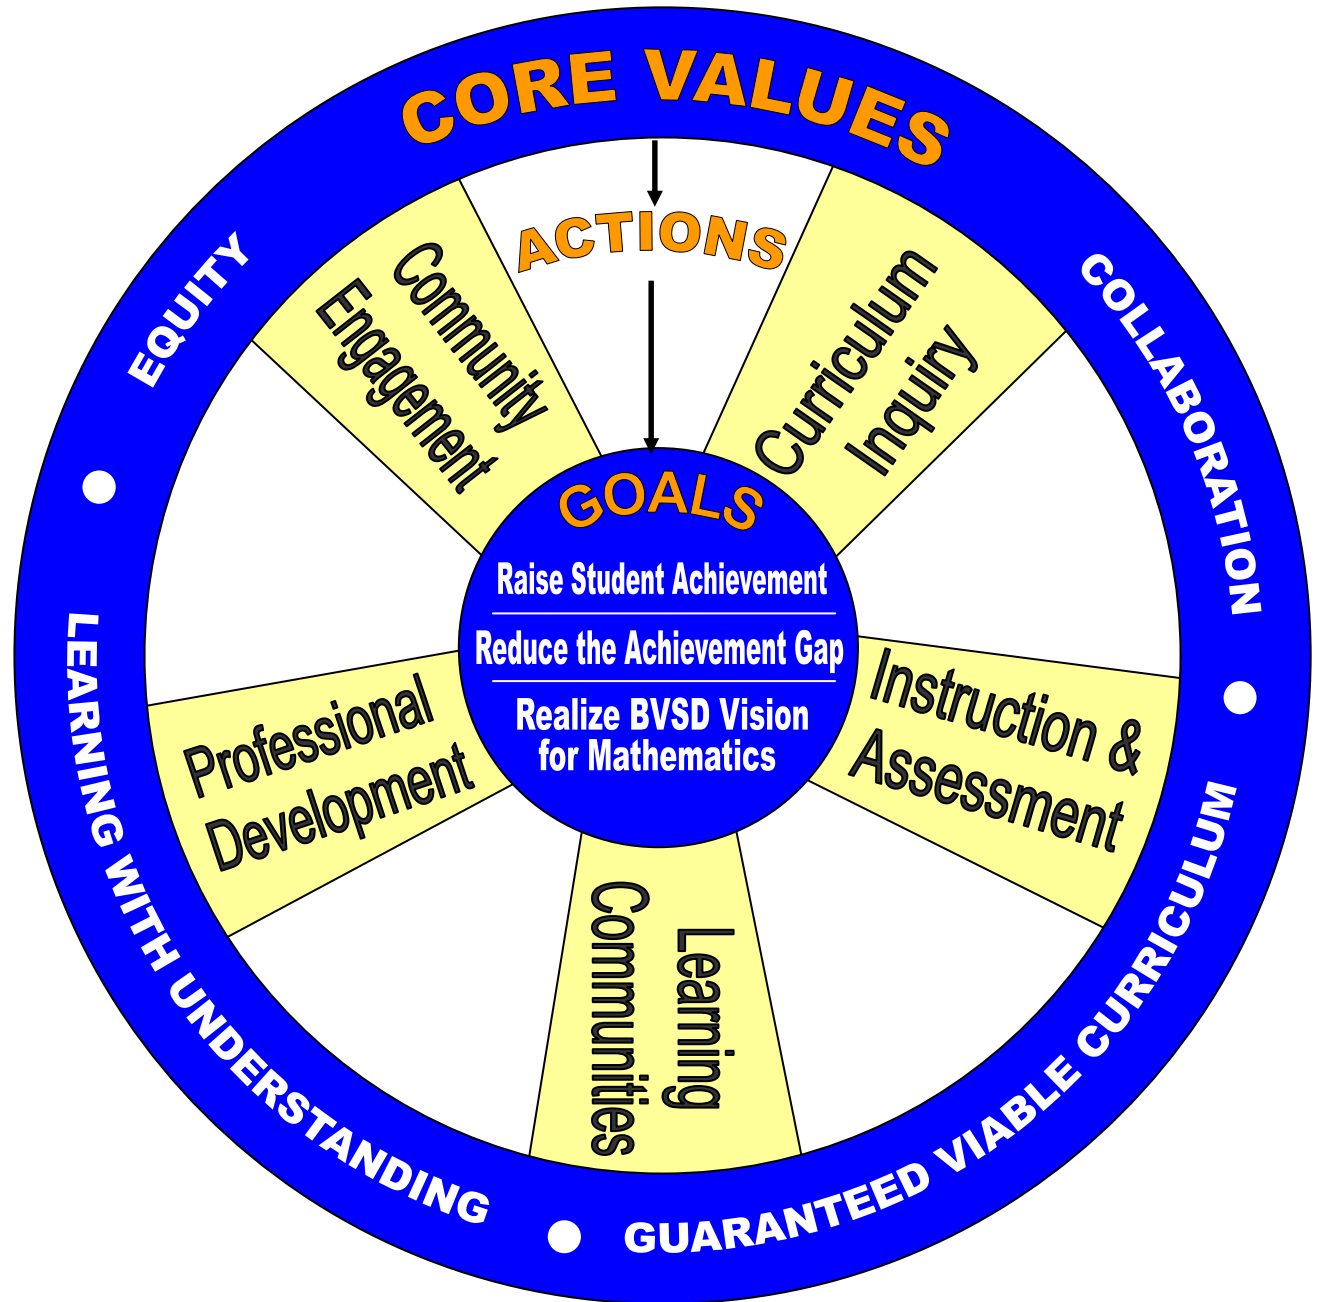 CORE VALUES
EQUITY
COLLABORATION
LEARNING WITH UNDERSTANDING
GUARANTEED VIABLE CURRICULUM
ACTIONS
Community
Engagement
Curriculum
Inquiry
Instruction &
Assessment
Learning
Communities
Professional
Development
GOALS
Raise Student Achievement
Reduce the Achievement Gap
Realize BVSD Vision
for Mathematics